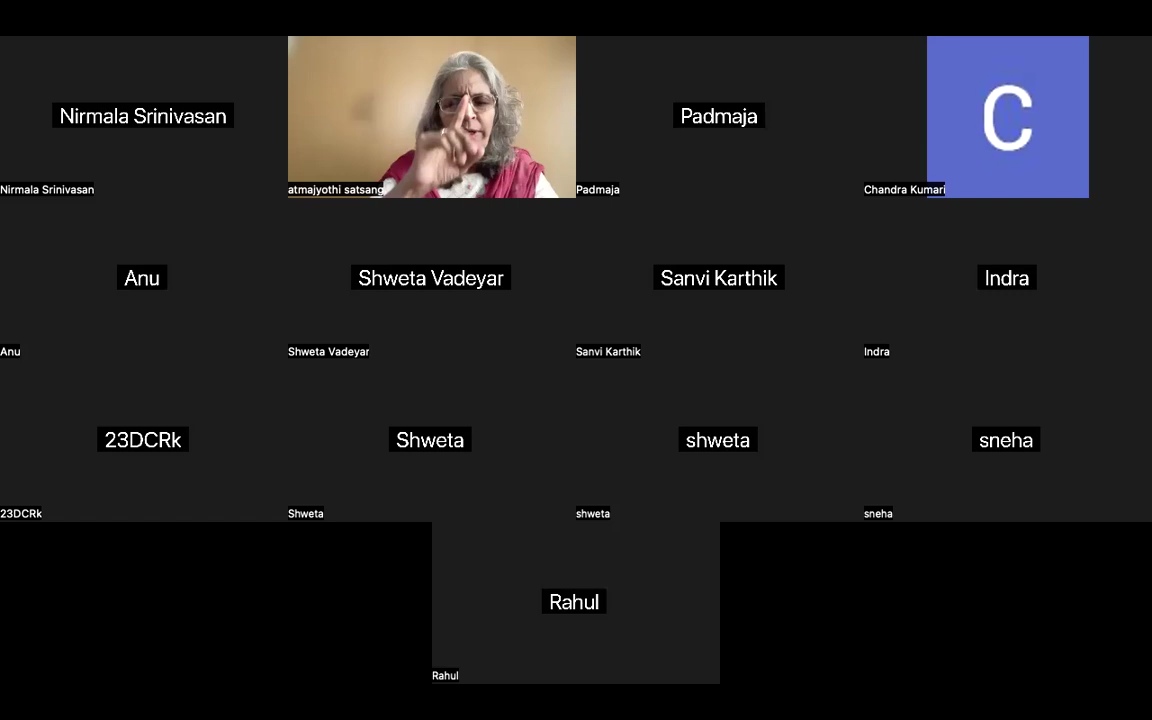 Nirmala Srinivasan
Nirmala Srinivasan
atmajyothi satsang
Padmaja
Padmaja
C
Chandra Kumari
Anu
Anu
Shweta Vadeyar
Shweta Vadeyar
Sanvi Karthik
Sanvi Karthik
Indra
Indra
23DCRk
23DCRk
Shweta
Shweta
shweta
shweta
sneha
sneha
Rahul
Rahul